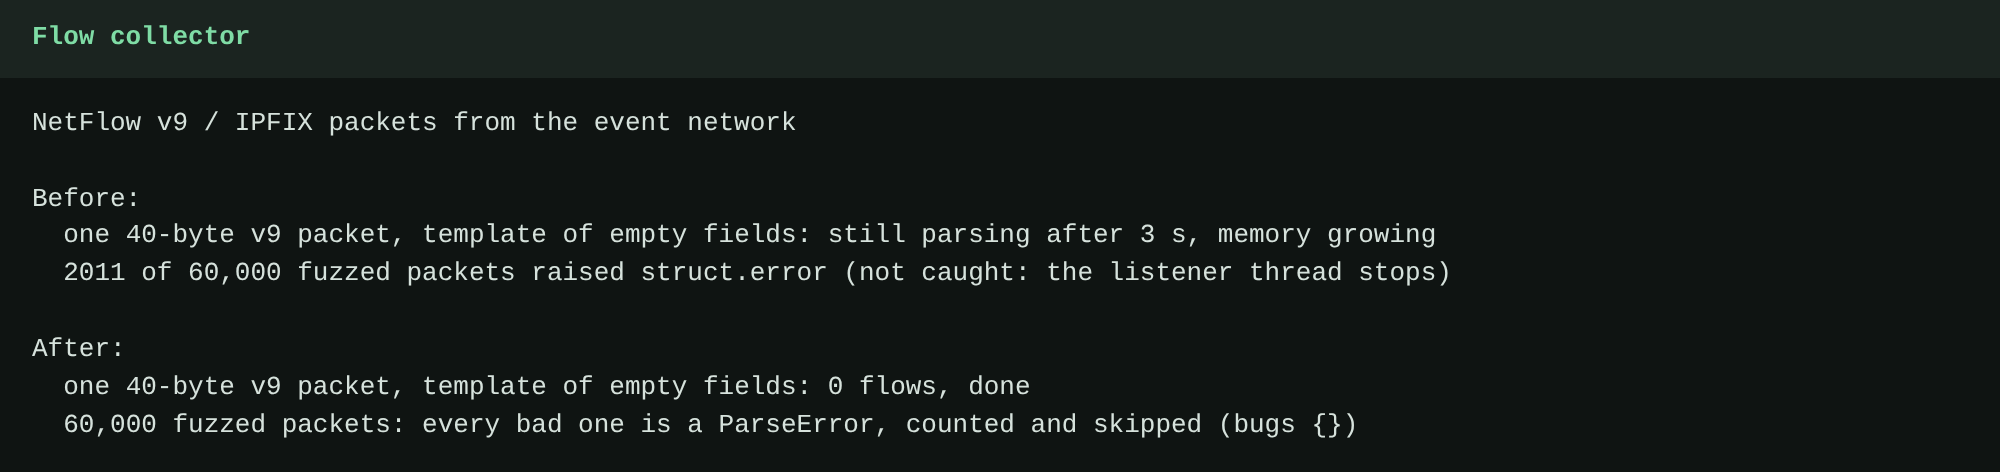 Flow collector
NetFlow v9 / IPFIX packets from the event network
Before:
one 40-byte v9 packet, template of empty fields: still parsing after 3 s, memory growing
2011 of 60,000 fuzzed packets raised struct.error (not caught: the listener thread stops)
After:
one 40-byte v9 packet, template of empty fields: 0 flows, done
60,000 fuzzed packets: every bad one is a ParseError, counted and skipped (bugs {})